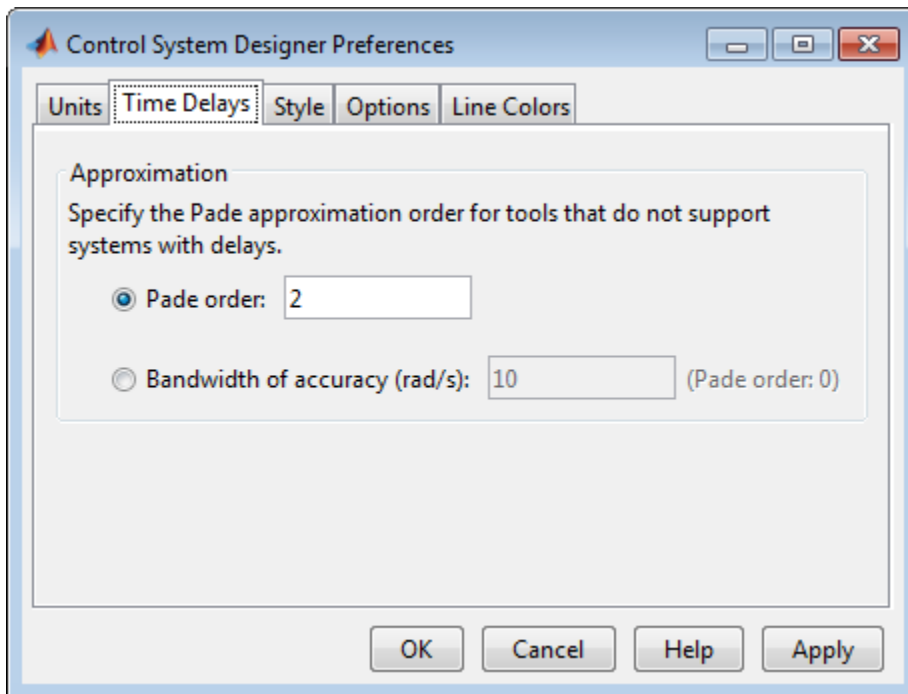 Control System Designer Preferences
Units Time Delays Style Options Line Colors
Approximation
Specify the Pade approximation order for tools that do not support
systems with delays.
Pade order: 2
Bandwidth of accuracy (rad/s): 10 (Pade order: 0)
OK Cancel Help Apply